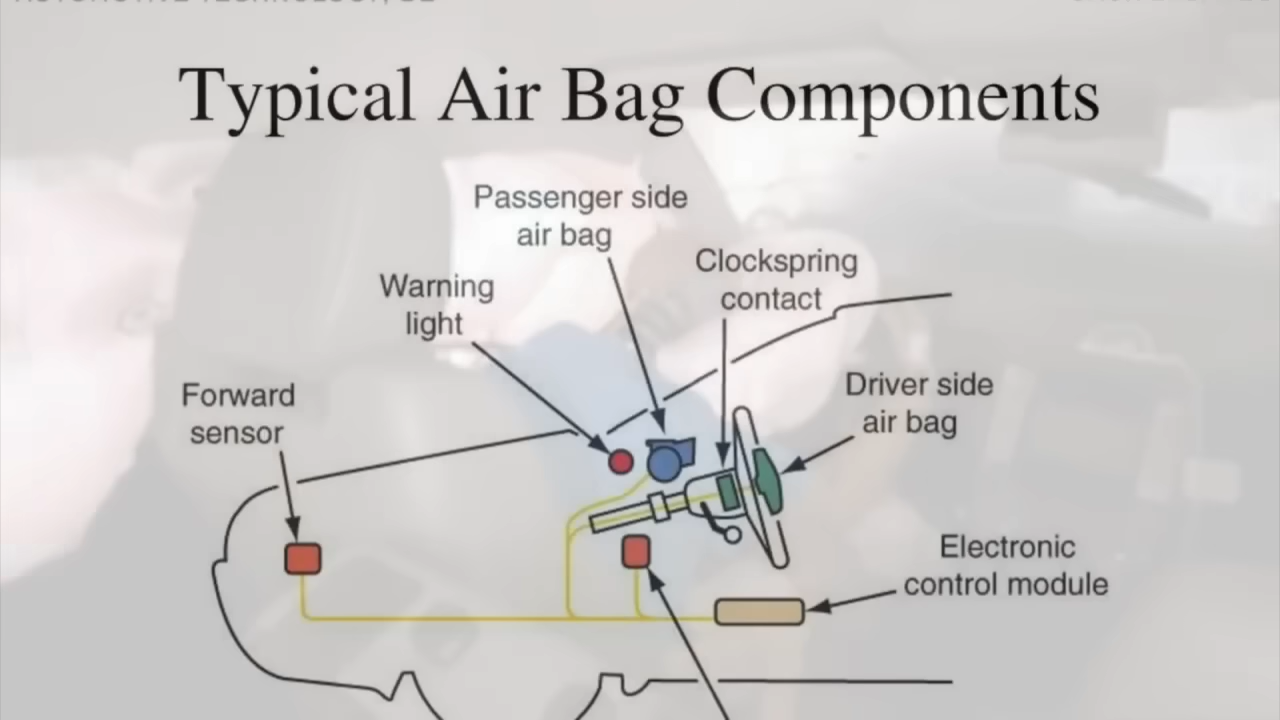 Typical Air Bag Components
Passenger side
air bag
Clockspring
contact
Warning
light
Driver side
air bag
Forward
sensor
Electronic
control module